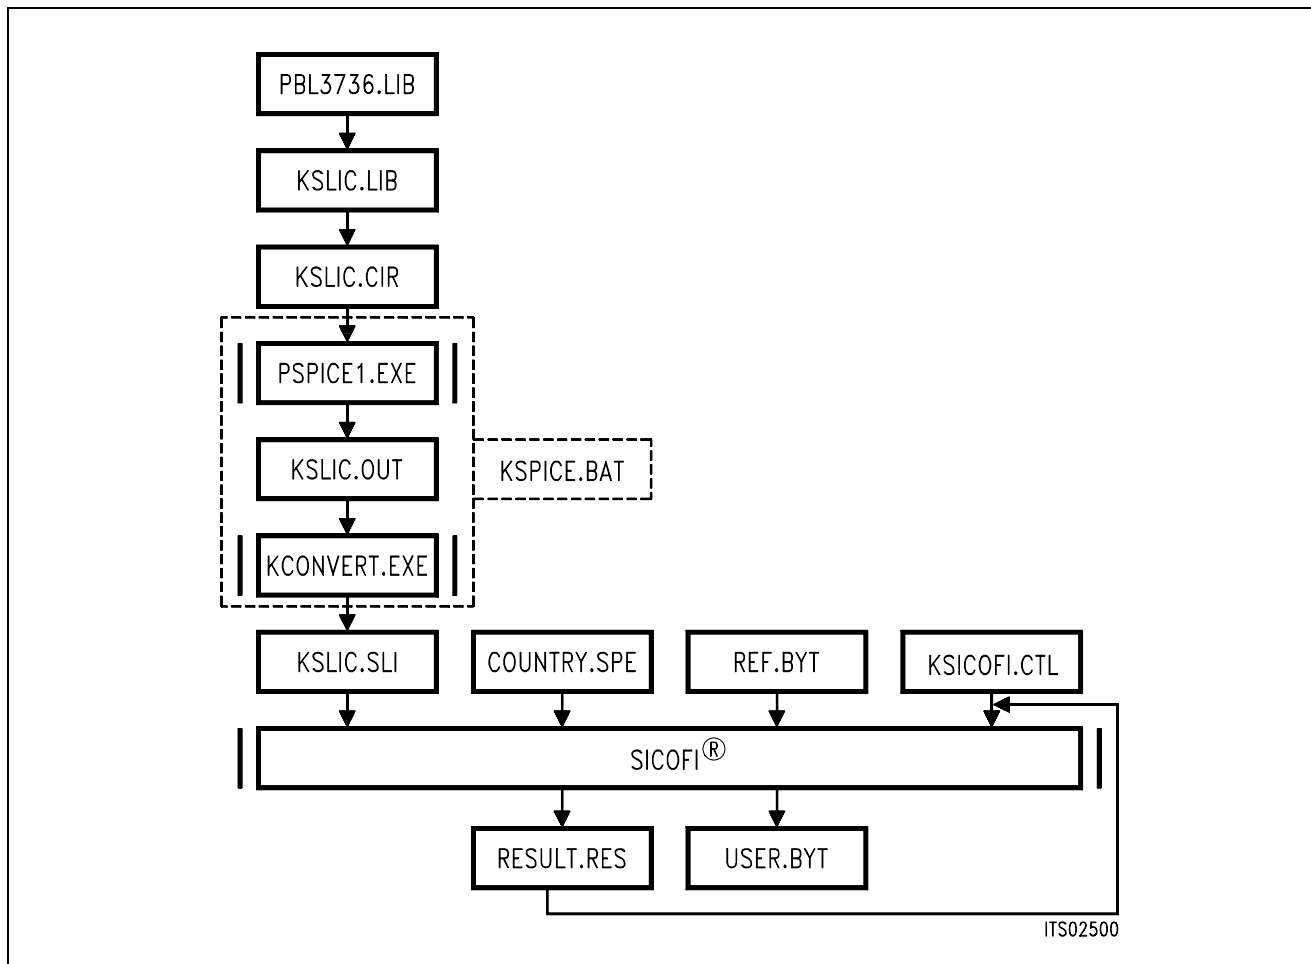 PBL3736.LIB
KSLIC.LIB
KSLIC.CIR
PSPICE1.EXE
KSLIC.OUT
KSPICE.BAT
KCONVERT.EXE
KSLIC.SLI
COUNTRY.SPE
REF.BYT
KSICOFI.CTL
SICOFI®
RESULT.RES
USER.BYT
ITS02500